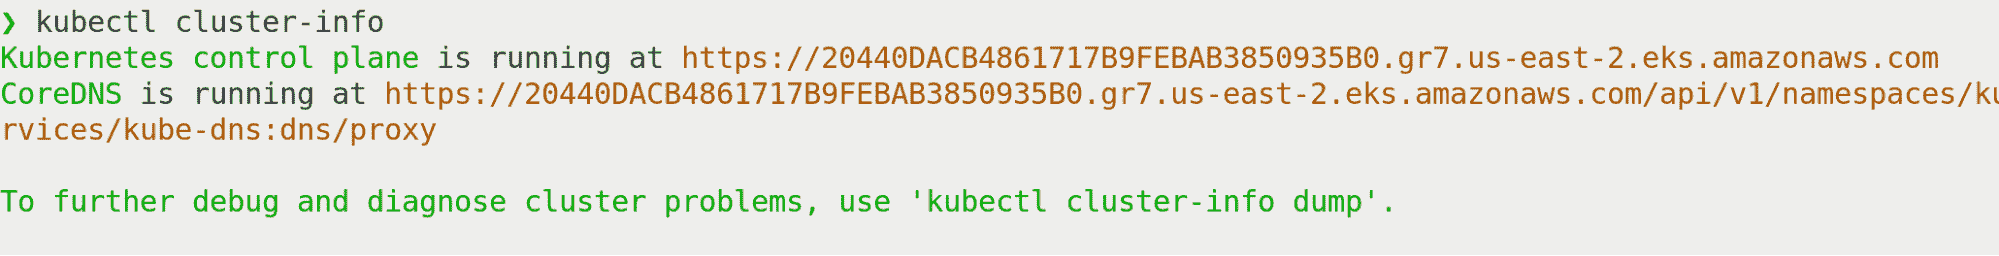 ❯ kubectl cluster-info
Kubernetes control plane is running at https://20440DACB4861717B9FEBAB3850935B0.gr7.us-east-2.eks.amazonaws.com
CoreDNS is running at https://20440DACB4861717B9FEBAB3850935B0.gr7.us-east-2.eks.amazonaws.com/api/v1/namespaces/ku
rvices/kube-dns:dns/proxy
To further debug and diagnose cluster problems, use 'kubectl cluster-info dump'.